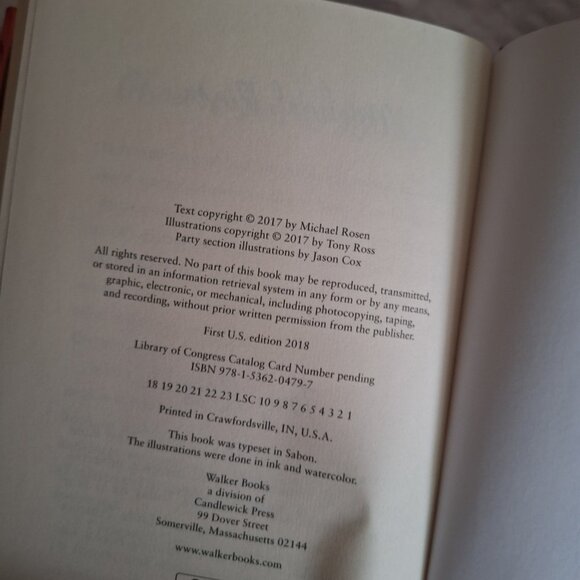 Text copyright © 2017 by Michael Rosen
Illustrations copyright © 2017 by Tony Ross
Party section illustrations by Jason Cox
All rights reserved. No part of this book may be reproduced, transmitted,
or stored in an information retrieval system in any form or by any means,
graphic, electronic, or mechanical, including photocopying, taping,
and recording, without prior written permission from the publisher.
First U.S. edition 2018
Library of Congress Catalog Card Number pending
ISBN 978-1-5362-0479-7
18 19 20 21 22 23 LSC 10 9 8 7 6 5 4 3 2 1
Printed in Crawfordsville, IN, U.S.A.
This book was typeset in Sabon.
The illustrations were done in ink and watercolor.
Walker Books
a division of
Candlewick Press
99 Dover Street
Somerville, Massachusetts 02144
www.walkerbooks.com